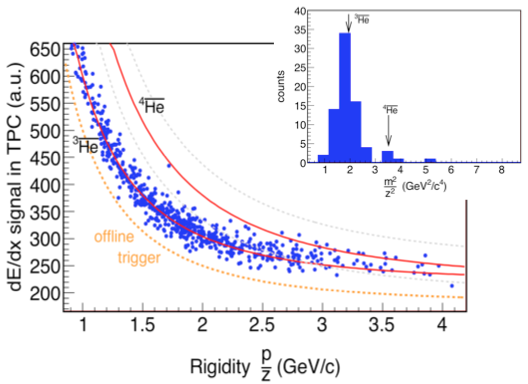 40
35
30
25
20
15
10
5
0
counts
³He
⁴He
1 2 3 4 5 6 7 8
m²/z² (GeV²/c⁴)
650
600
550
500
450
400
350
300
250
200
dE/dx signal in TPC (a.u.)
⁴He
³He
offline
trigger
1 1.5 2 2.5 3 3.5 4
Rigidity p/z (GeV/c)